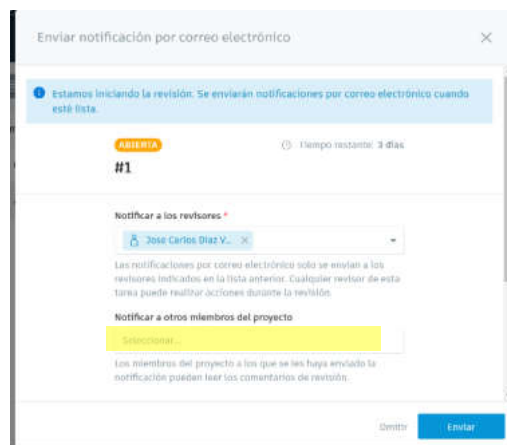 Enviar notificación por correo electrónico
Estamos iniciando la revisión. Se enviarán notificaciones por correo electrónico cuando
esté lista.
ABIERTA
Tiempo restante: 3 días
#1
Notificar a los revisores *
Jose Carlos Diaz V...
Las notificaciones por correo electrónico solo se envían a los
revisores indicados en la lista anterior. Cualquier revisor de esta
tarea puede realizar acciones durante la revisión.
Notificar a otros miembros del proyecto
Seleccionar...
Los miembros del proyecto a los que se les haya enviado la
notificación pueden leer los comentarios de revisión.
Omitir
Enviar